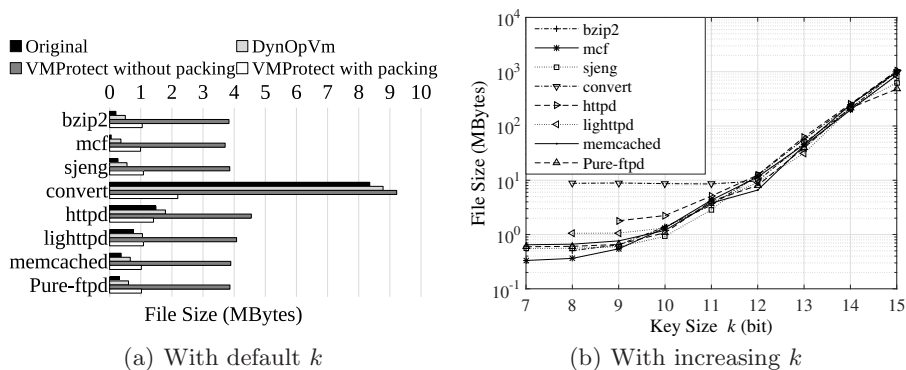 Original
DynOpVm
VMProtect without packing
VMProtect with packing
0 1 2 3 4 5 6 7 8 9 10
bzip2
mcf
sjeng
convert
httpd
lighttpd
memcached
Pure-ftpd
File Size (MBytes)
(a) With default k
10^4
10^3
10^2
10^1
10^0
10^-1
File Size (MBytes)
bzip2
mcf
sjeng
convert
httpd
lighttpd
memcached
Pure-ftpd
7 8 9 10 11 12 13 14 15
Key Size k (bit)
(b) With increasing k